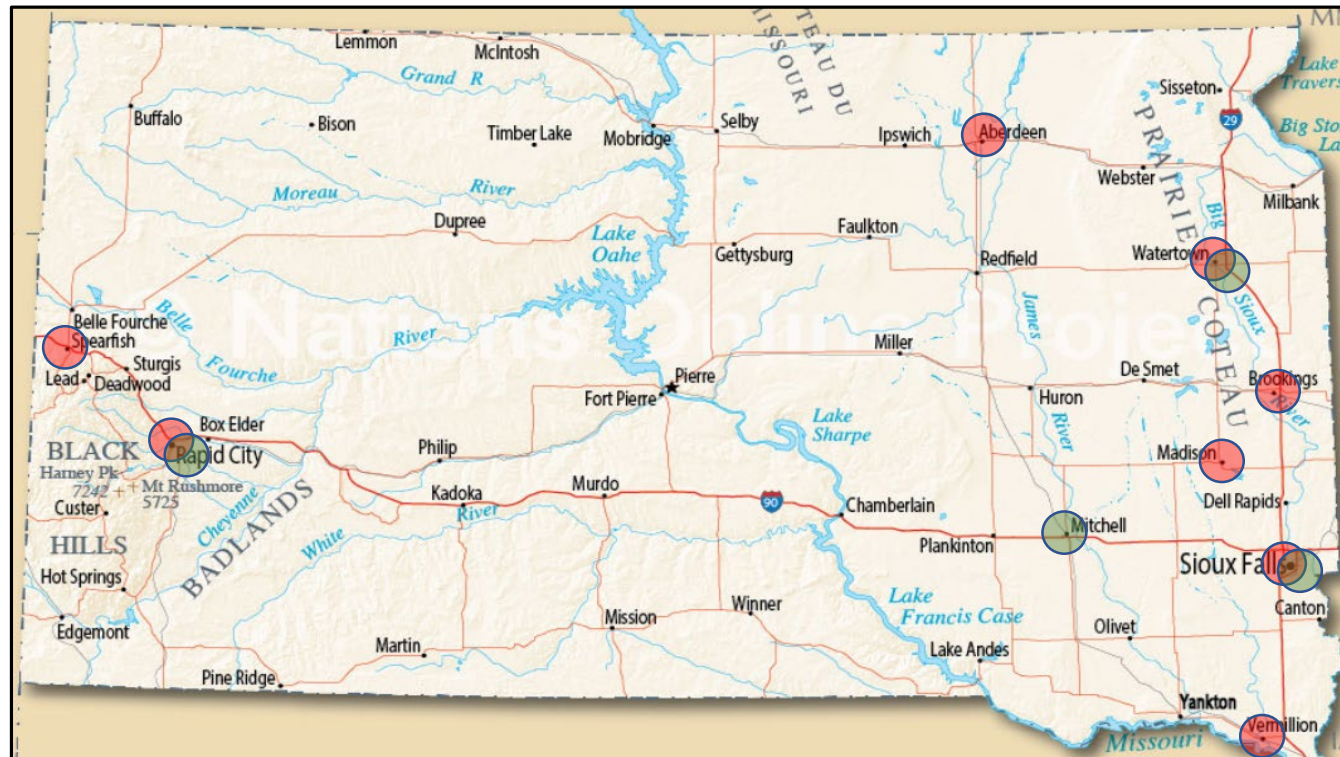 TEAU DU
MISSOURI
M
Lemmon
McIntosh
Grand R
Lake
Travers
Sisseton
Buffalo
Bison
Timber Lake
Mobridge
Selby
Ipswich
Aberdeen
29
Big Sto
La
PRAIRIE
Webster
Milbank
Moreau
River
Dupree
Lake
Oahe
Gettysburg
Faulkton
Redfield
Watertown
Big
Sioux
River
COTEAU
© Nations Online Project
Belle Fourche
Spearfish
Belle
Fourche
River
Sturgis
Lead
Deadwood
Miller
James
River
Pierre
Fort Pierre
De Smet
Huron
Brookings
Box Elder
Rapid City
BLACK
HILLS
Harney Pk
7242
Mt Rushmore
5725
Philip
Lake
Sharpe
Madison
Custer
Cheyenne
BADLANDS
White
River
Kadoka
Murdo
90
Chamberlain
Dell Rapids
Mitchell
Plankinton
Sioux Falls
Hot Springs
Canton
Edgemont
Martin
Mission
Winner
Lake
Francis Case
Olivet
Lake Andes
Pine Ridge
Yankton
Vermillion
Missouri